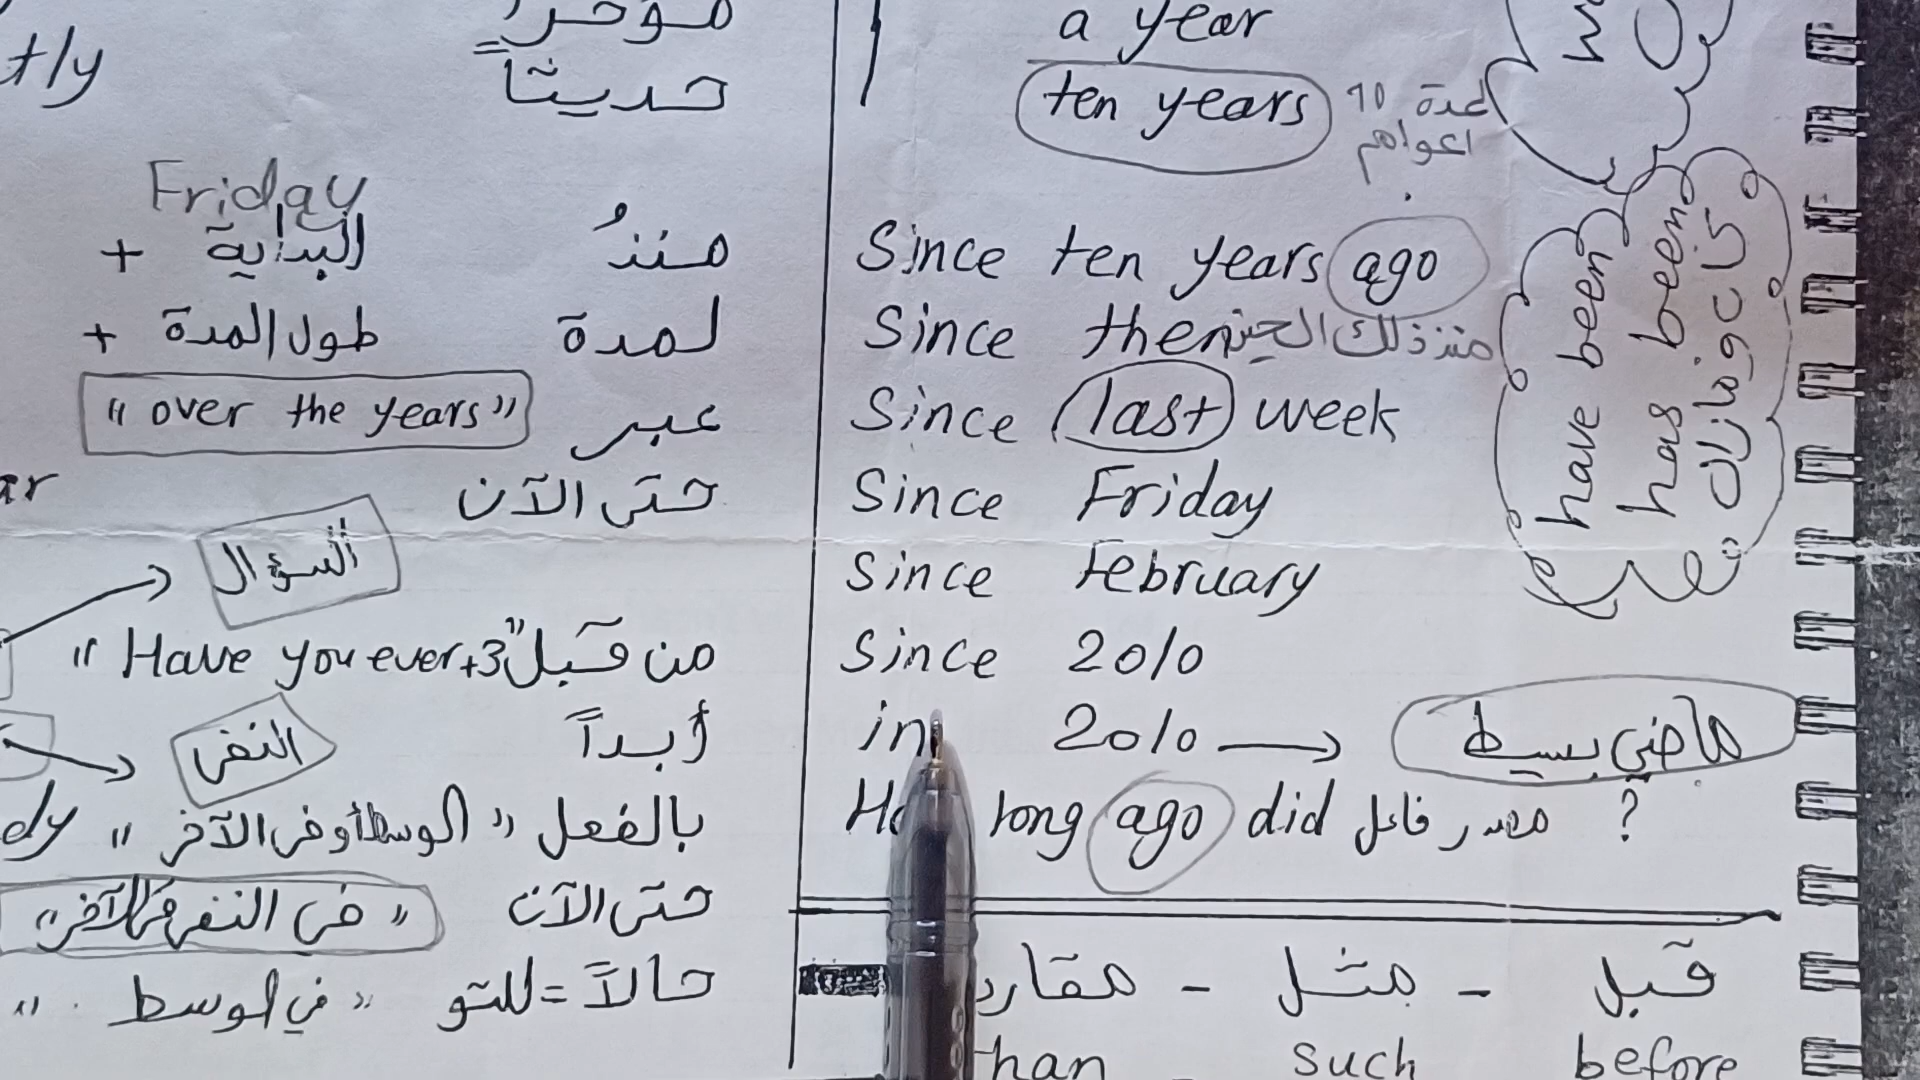 tly
حديثاً
a year
ten years
لمدة 10
اعوام
Friday
منذُ + البداية
لمدة + طول المدة
عبر " over the years "
حتى الآن
السؤال
من قبل " Have you ever + 3 "
النفي
أبداً
dy بالفعل " الوسط أو في الآخر "
حتى الآن " في النفي في الآخر "
حالاً = للتو " في الوسط "
Since ten years ago
Since then منذ ذلك الحين
Since last week
Since Friday
Since February
Since 2010
in 2010 → ماضي بسيط
long ago did مصدر فاعل ?
قبل - مثل -
such
before
have been
has been
كان ومازال